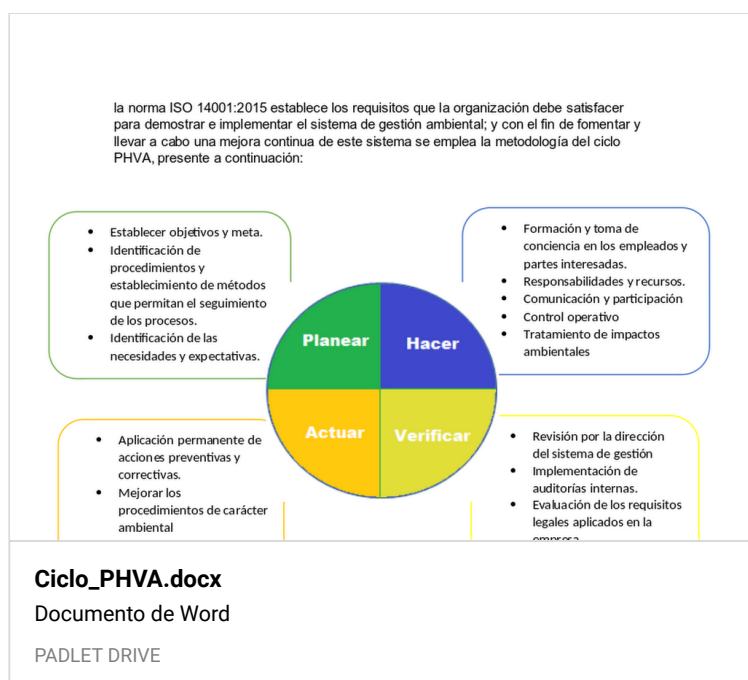 la norma ISO 14001:2015 establece los requisitos que la organización debe satisfacer
para demostrar e implementar el sistema de gestión ambiental; y con el fin de fomentar y
llevar a cabo una mejora continua de este sistema se emplea la metodología del ciclo
PHVA, presente a continuación:
• Establecer objetivos y meta.
• Identificación de
procedimientos y
establecimiento de métodos
que permitan el seguimiento
de los procesos.
• Identificación de las
necesidades y expectativas.
• Formación y toma de
conciencia en los empleados y
partes interesadas.
• Responsabilidades y recursos.
• Comunicación y participación
• Control operativo
• Tratamiento de impactos
ambientales
Planear
Hacer
Actuar
Verificar
• Aplicación permanente de
acciones preventivas y
correctivas.
• Mejorar los
procedimientos de carácter
ambiental
• Revisión por la dirección
del sistema de gestión
• Implementación de
auditorías internas.
• Evaluación de los requisitos
legales aplicados en la
empresa
Ciclo_PHVA.docx
Documento de Word
PADLET DRIVE